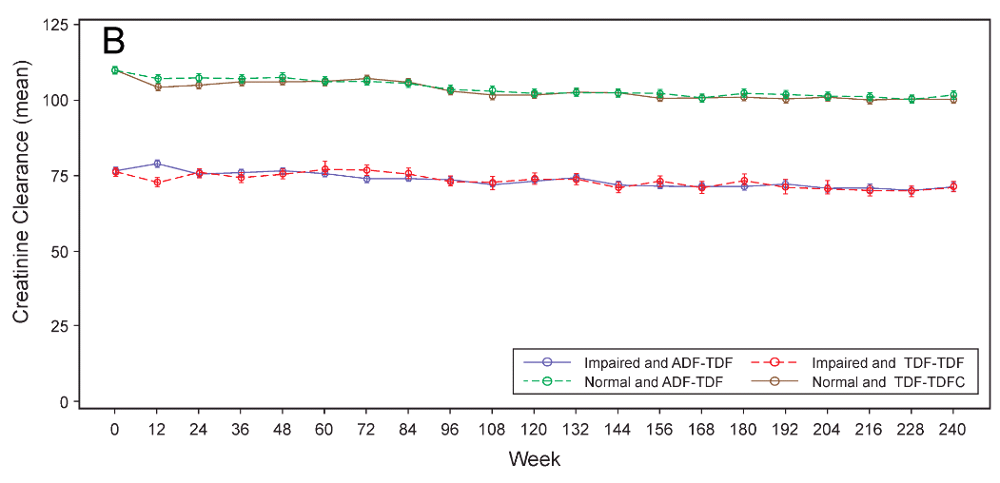 B
125
100
75
50
25
0
Creatinine Clearance (mean)
Impaired and ADF-TDF Impaired and TDF-TDF
Normal and ADF-TDF Normal and TDF-TDFC
0 12 24 36 48 60 72 84 96 108 120 132 144 156 168 180 192 204 216 228 240
Week